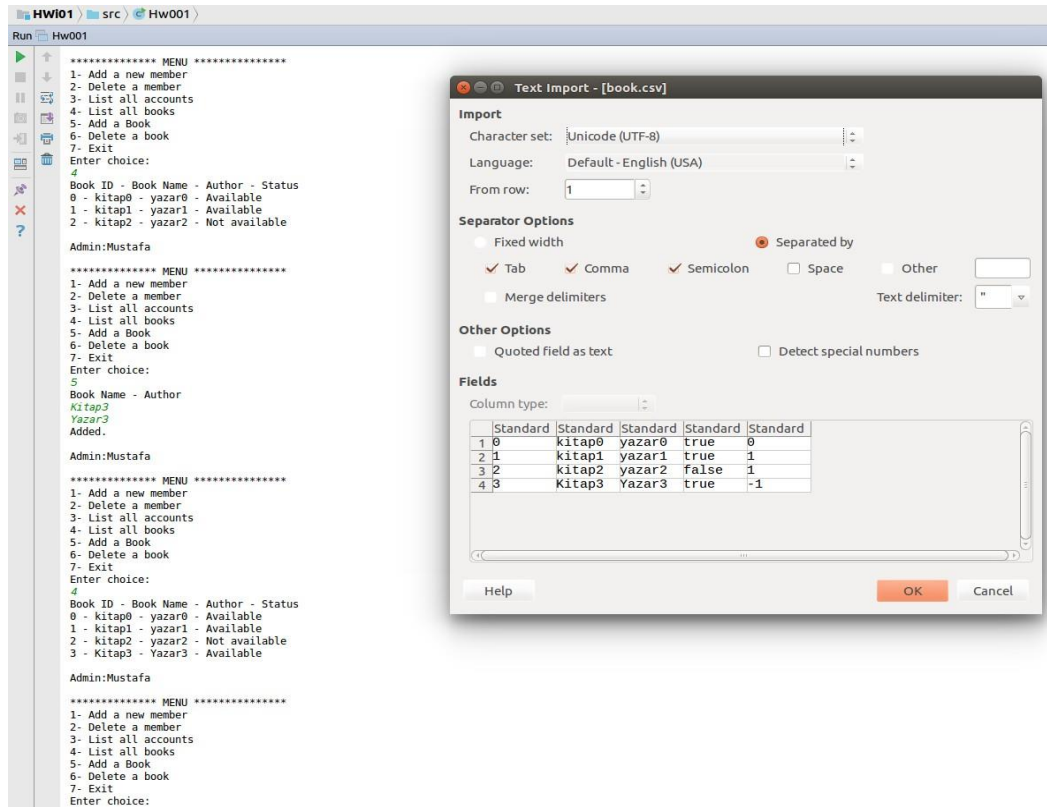 HWi01 src Hw001
Run Hw001
************** MENU ***************
1- Add a new member
2- Delete a member
3- List all accounts
4- List all books
5- Add a Book
6- Delete a book
7- Exit
Enter choice:
4
Book ID - Book Name - Author - Status
0 - kitap0 - yazar0 - Available
1 - kitap1 - yazar1 - Available
2 - kitap2 - yazar2 - Not available
Admin:Mustafa
************** MENU ***************
1- Add a new member
2- Delete a member
3- List all accounts
4- List all books
5- Add a Book
6- Delete a book
7- Exit
Enter choice:
5
Book Name - Author
Kitap3
Yazar3
Added.
Admin:Mustafa
************** MENU ***************
1- Add a new member
2- Delete a member
3- List all accounts
4- List all books
5- Add a Book
6- Delete a book
7- Exit
Enter choice:
4
Book ID - Book Name - Author - Status
0 - kitap0 - yazar0 - Available
1 - kitap1 - yazar1 - Available
2 - kitap2 - yazar2 - Not available
3 - Kitap3 - Yazar3 - Available
Admin:Mustafa
************** MENU ***************
1- Add a new member
2- Delete a member
3- List all accounts
4- List all books
5- Add a Book
6- Delete a book
7- Exit
Enter choice:
Text Import - [book.csv]
Import
Character set: Unicode (UTF-8)
Language: Default - English (USA)
From row: 1
Separator Options
Fixed width Separated by
Tab Comma Semicolon Space Other
Merge delimiters Text delimiter: "
Other Options
Quoted field as text Detect special numbers
Fields
Column type:
Standard Standard Standard Standard Standard
1 0 kitap0 yazar0 true 0
2 1 kitap1 yazar1 true 1
3 2 kitap2 yazar2 false 1
4 3 Kitap3 Yazar3 true -1
Help OK Cancel